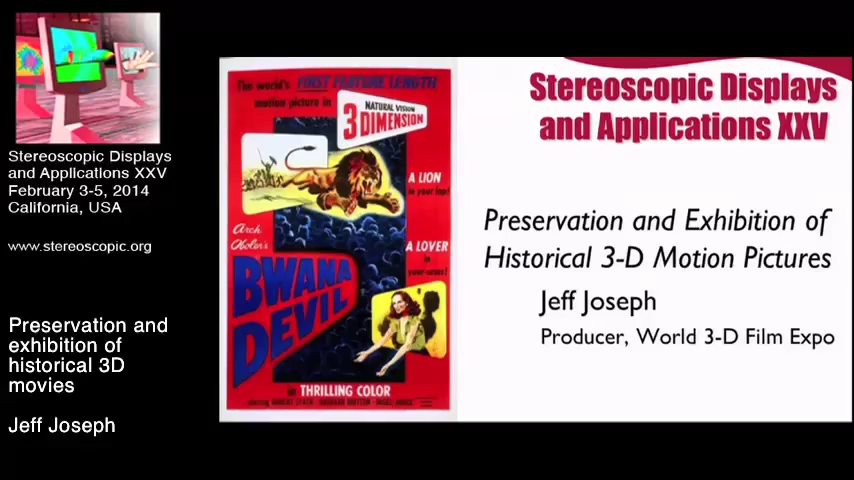 Stereoscopic Displays
and Applications XXV
February 3-5, 2014
California, USA
www.stereoscopic.org
Preservation and
exhibition of
historical 3D
movies
Jeff Joseph
The world's FIRST FEATURE LENGTH
motion picture in
NATURAL VISION
3 DIMENSION
A LION
in your lap!
Arch
Oboler's
A LOVER
in
your arms!
BWANA
DEVIL
in THRILLING COLOR
Stereoscopic Displays
and Applications XXV
Preservation and Exhibition of
Historical 3-D Motion Pictures
Jeff Joseph
Producer, World 3-D Film Expo